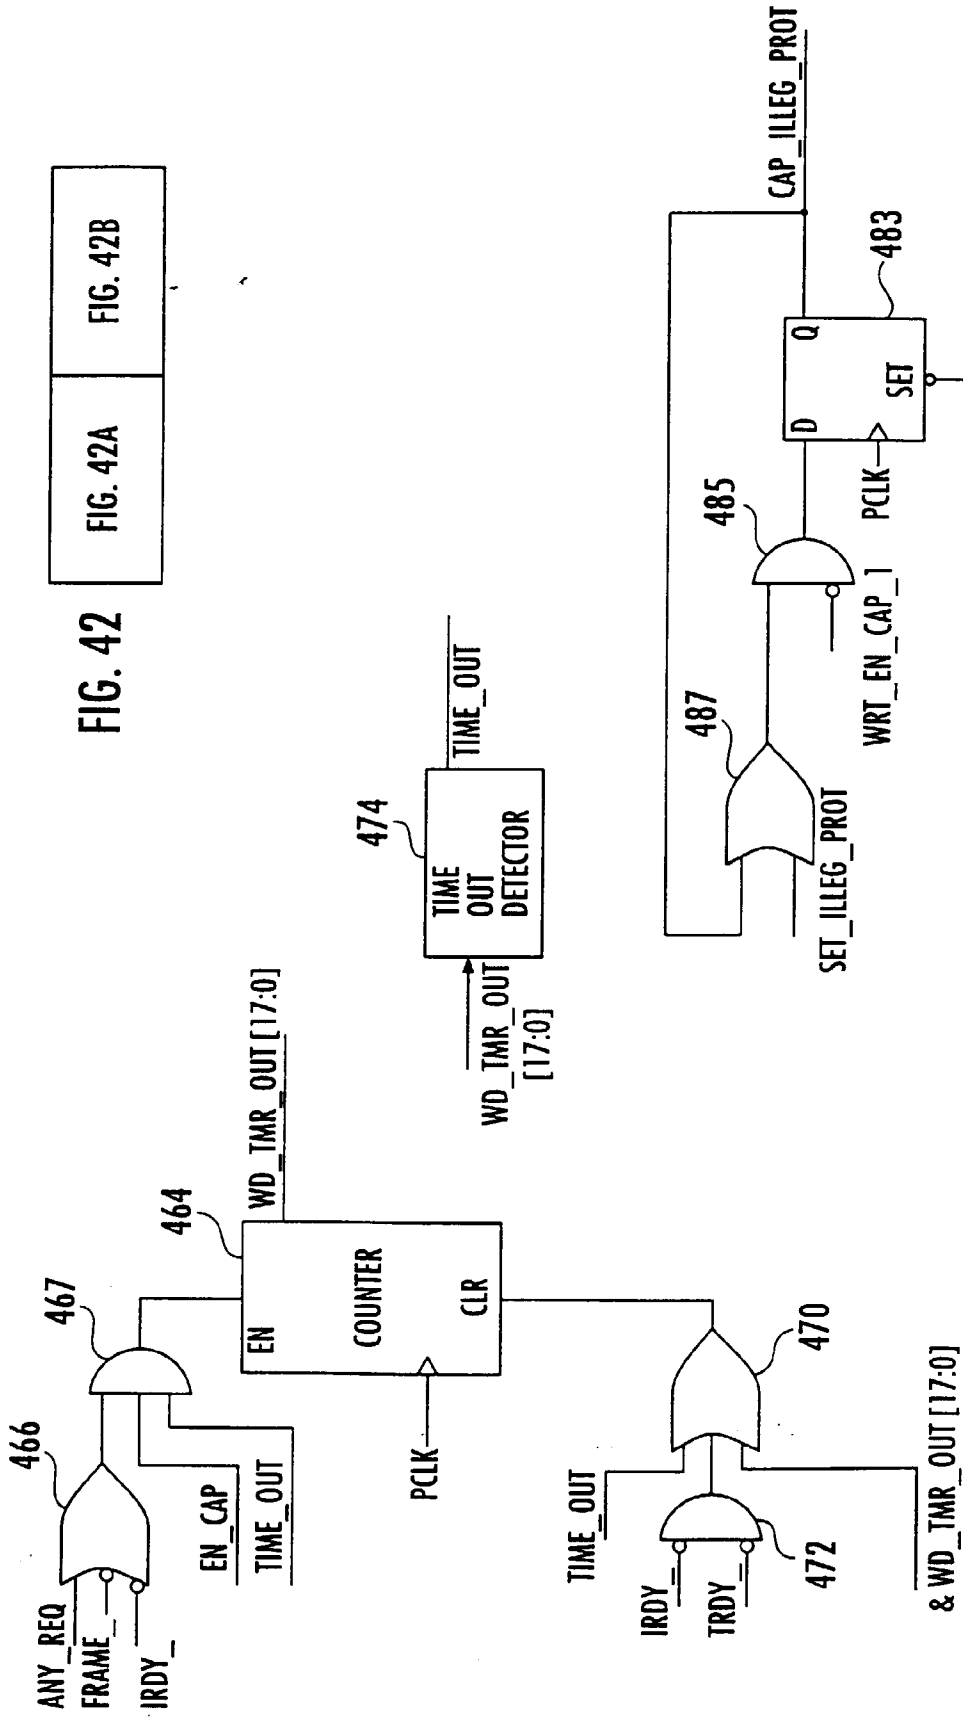 ANY_REQ
FRAME_
IRDY_
466
467
EN_CAP
TIME_OUT
464
EN
COUNTER
CLR
PCLK
WD_TMR_OUT [17:0]
TIME_OUT
IRDY_
TRDY_
472
470
& WD_TMR_OUT [17:0]
WD_TMR_OUT
[17:0]
474
TIME
OUT
DETECTOR
TIME_OUT
FIG. 42
FIG. 42A
FIG. 42B
SET_ILLEG_PROT
487
WRT_EN_CAP_1
485
PCLK
D
Q
SET
483
CAP_ILLEG_PROT